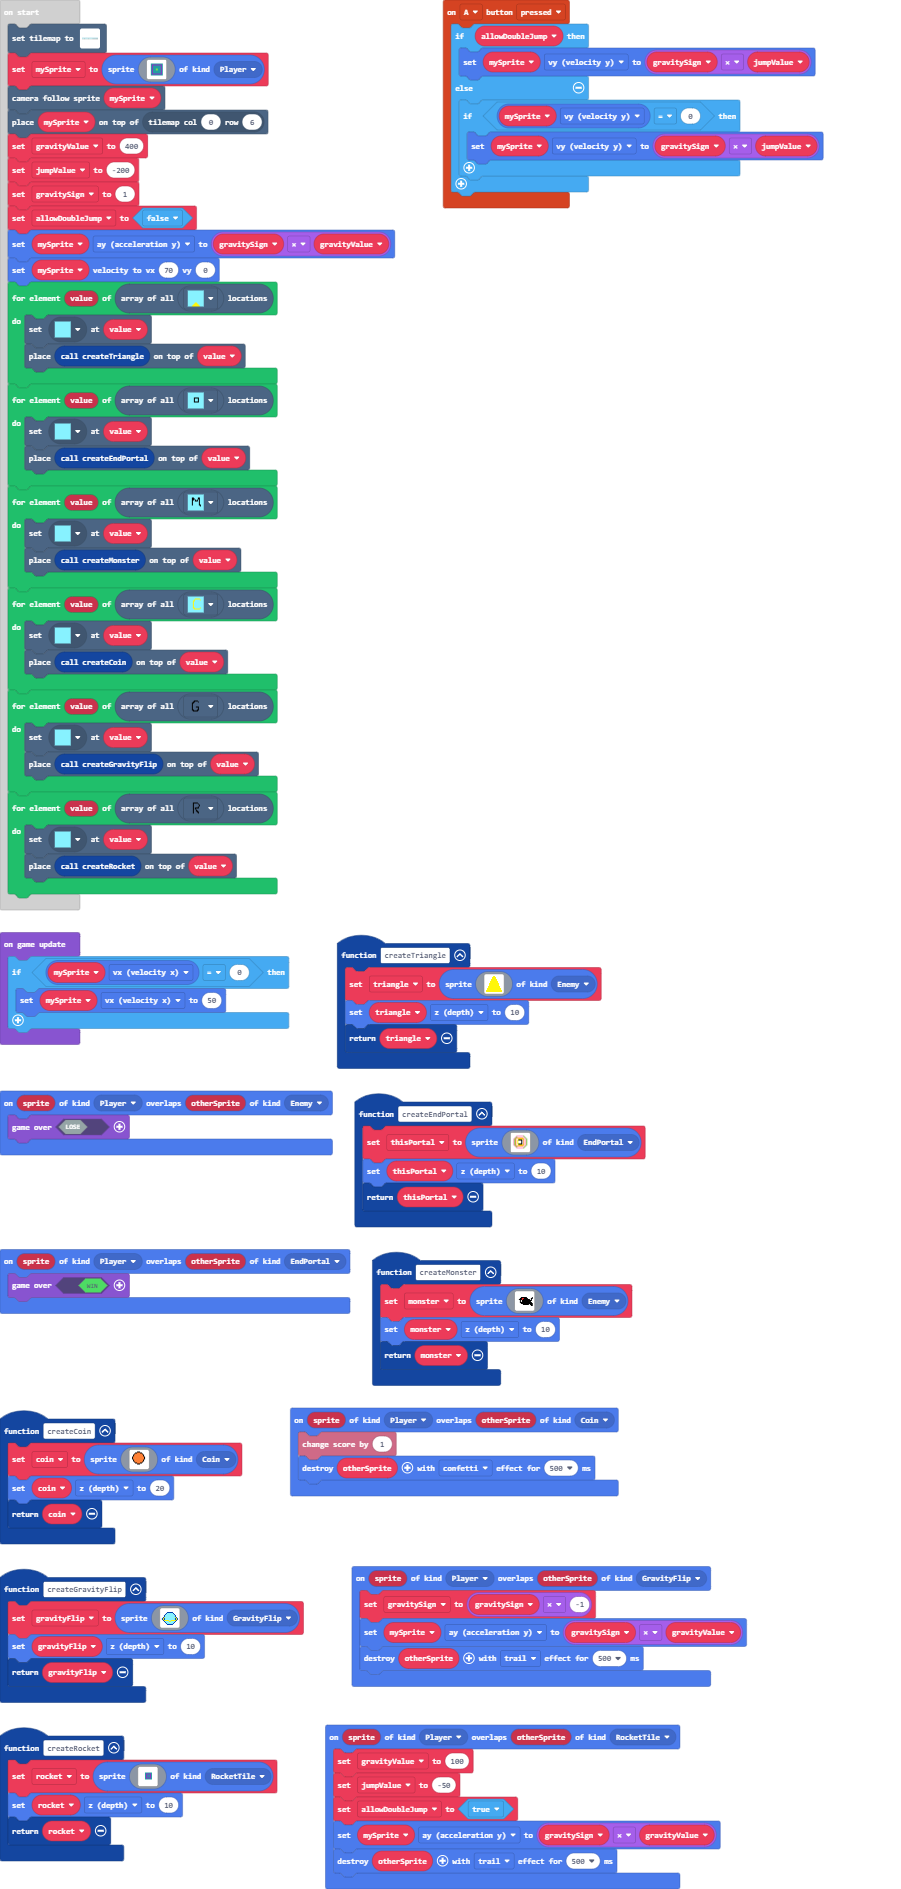 on start
set tilemap to
set mySprite to sprite of kind Player
camera follow sprite mySprite
place mySprite on top of tilemap col 0 row 6
set gravityValue to 400
set jumpValue to -200
set gravitySign to 1
set allowDoubleJump to false
set mySprite ay (acceleration y) to gravitySign × gravityValue
set mySprite velocity to vx 70 vy 0
for element value of array of all locations
do
set at value
place call createTriangle on top of value
for element value of array of all locations
do
set at value
place call createEndPortal on top of value
for element value of array of all M locations
do
set at value
place call createMonster on top of value
for element value of array of all locations
do
set at value
place call createCoin on top of value
for element value of array of all G locations
do
set at value
place call createGravityFlip on top of value
for element value of array of all R locations
do
set at value
place call createRocket on top of value
on A button pressed
if allowDoubleJump then
set mySprite vy (velocity y) to gravitySign × jumpValue
else
if mySprite vy (velocity y) = 0 then
set mySprite vy (velocity y) to gravitySign × jumpValue
on game update
if mySprite vx (velocity x) = 0 then
set mySprite vx (velocity x) to 50
function createTriangle
set triangle to sprite of kind Enemy
set triangle z (depth) to 10
return triangle
on sprite of kind Player overlaps otherSprite of kind Enemy
game over LOSE
function createEndPortal
set thisPortal to sprite of kind EndPortal
set thisPortal z (depth) to 10
return thisPortal
on sprite of kind Player overlaps otherSprite of kind EndPortal
game over WIN
function createMonster
set monster to sprite of kind Enemy
set monster z (depth) to 10
return monster
function createCoin
set coin to sprite of kind Coin
set coin z (depth) to 20
return coin
on sprite of kind Player overlaps otherSprite of kind Coin
change score by 1
destroy otherSprite with confetti effect for 500 ms
function createGravityFlip
set gravityFlip to sprite of kind GravityFlip
set gravityFlip z (depth) to 10
return gravityFlip
on sprite of kind Player overlaps otherSprite of kind GravityFlip
set gravitySign to gravitySign × -1
set mySprite ay (acceleration y) to gravitySign × gravityValue
destroy otherSprite with trail effect for 500 ms
function createRocket
set rocket to sprite of kind RocketTile
set rocket z (depth) to 10
return rocket
on sprite of kind Player overlaps otherSprite of kind RocketTile
set gravityValue to 100
set jumpValue to -50
set allowDoubleJump to true
set mySprite ay (acceleration y) to gravitySign × gravityValue
destroy otherSprite with trail effect for 500 ms